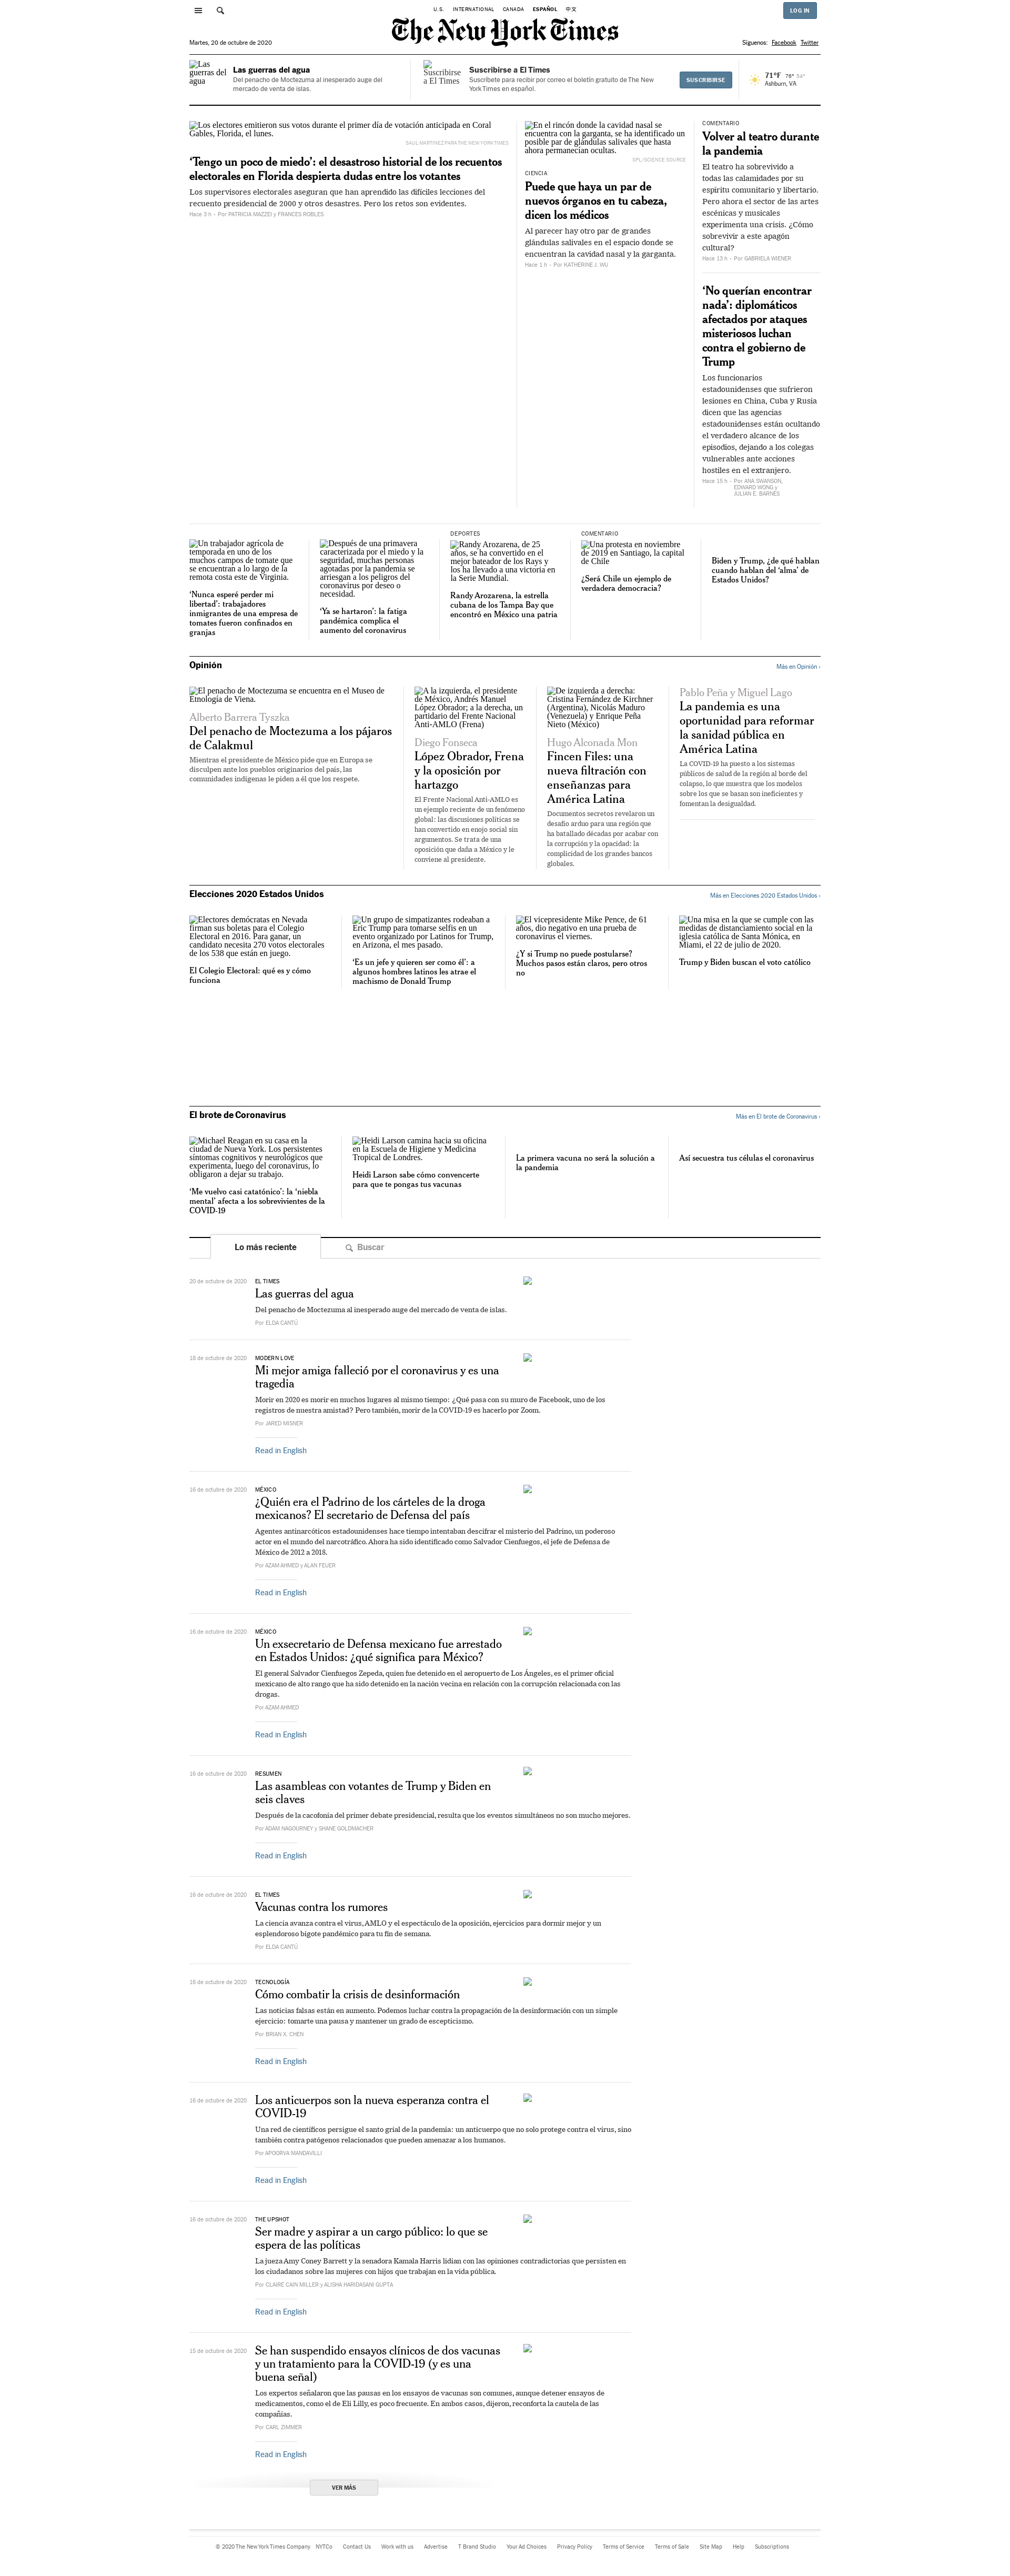 U.S.
INTERNATIONAL
CANADA
ESPAÑOL
中文
LOG IN
The New York Times
Martes, 20 de octubre de 2020
Síguenos: Facebook Twitter
Las guerras del agua
Las guerras del agua
Del penacho de Moctezuma al inesperado auge del
mercado de venta de islas.
Suscribirse a El Times
Suscribirse a El Times
Suscríbete para recibir por correo el boletín gratuito de The New
York Times en español.
SUSCRIBIRSE
71°F 76° 54°
Ashburn, VA
Los electores emitieron sus votos durante el primer día de votación anticipada en Coral
Gables, Florida, el lunes.
SAUL MARTINEZ PARA THE NEW YORK TIMES
‘Tengo un poco de miedo’: el desastroso historial de los recuentos
electorales en Florida despierta dudas entre los votantes
Los supervisores electorales aseguran que han aprendido las difíciles lecciones del
recuento presidencial de 2000 y otros desastres. Pero los retos son evidentes.
Hace 3 h - Por PATRICIA MAZZEI y FRANCES ROBLES
En el rincón donde la cavidad nasal se
encuentra con la garganta, se ha identificado un
posible par de glándulas salivales que hasta
ahora permanecían ocultas.
SPL/SCIENCE SOURCE
CIENCIA
Puede que haya un par de
nuevos órganos en tu cabeza,
dicen los médicos
Al parecer hay otro par de grandes
glándulas salivales en el espacio donde se
encuentran la cavidad nasal y la garganta.
Hace 1 h - Por KATHERINE J. WU
COMENTARIO
Volver al teatro durante
la pandemia
El teatro ha sobrevivido a
todas las calamidades por su
espíritu comunitario y libertario.
Pero ahora el sector de las artes
escénicas y musicales
experimenta una crisis. ¿Cómo
sobrevivir a este apagón
cultural?
Hace 13 h - Por GABRIELA WIENER
‘No querían encontrar
nada’: diplomáticos
afectados por ataques
misteriosos luchan
contra el gobierno de
Trump
Los funcionarios
estadounidenses que sufrieron
lesiones en China, Cuba y Rusia
dicen que las agencias
estadounidenses están ocultando
el verdadero alcance de los
episodios, dejando a los colegas
vulnerables ante acciones
hostiles en el extranjero.
Hace 15 h - Por ANA SWANSON,
EDWARD WONG y
JULIAN E. BARNES
Un trabajador agrícola de
temporada en uno de los
muchos campos de tomate que
se encuentran a lo largo de la
remota costa este de Virginia.
‘Nunca esperé perder mi
libertad’: trabajadores
inmigrantes de una empresa de
tomates fueron confinados en
granjas
Después de una primavera
caracterizada por el miedo y la
seguridad, muchas personas
agotadas por la pandemia se
arriesgan a los peligros del
coronavirus por deseo o
necesidad.
‘Ya se hartaron’: la fatiga
pandémica complica el
aumento del coronavirus
DEPORTES
Randy Arozarena, de 25
años, se ha convertido en el
mejor bateador de los Rays y
los ha llevado a una victoria en
la Serie Mundial.
Randy Arozarena, la estrella
cubana de los Tampa Bay que
encontró en México una patria
COMENTARIO
Una protesta en noviembre
de 2019 en Santiago, la capital
de Chile
¿Será Chile un ejemplo de
verdadera democracia?
Biden y Trump, ¿de qué hablan
cuando hablan del ‘alma’ de
Estados Unidos?
Opinión
Más en Opinión ›
El penacho de Moctezuma se encuentra en el Museo de
Etnología de Viena.
Alberto Barrera Tyszka
Del penacho de Moctezuma a los pájaros
de Calakmul
Mientras el presidente de México pide que en Europa se
disculpen ante los pueblos originarios del país, las
comunidades indígenas le piden a él que los respete.
A la izquierda, el presidente
de México, Andrés Manuel
López Obrador; a la derecha, un
partidario del Frente Nacional
Anti-AMLO (Frena)
Diego Fonseca
López Obrador, Frena
y la oposición por
hartazgo
El Frente Nacional Anti-AMLO es
un ejemplo reciente de un fenómeno
global: las discusiones políticas se
han convertido en enojo social sin
argumentos. Se trata de una
oposición que daña a México y le
conviene al presidente.
De izquierda a derecha:
Cristina Fernández de Kirchner
(Argentina), Nicolás Maduro
(Venezuela) y Enrique Peña
Nieto (México)
Hugo Alconada Mon
Fincen Files: una
nueva filtración con
enseñanzas para
América Latina
Documentos secretos revelaron un
desafío arduo para una región que
ha batallado décadas por acabar con
la corrupción y la opacidad: la
complicidad de los grandes bancos
globales.
Pablo Peña y Miguel Lago
La pandemia es una
oportunidad para reformar
la sanidad pública en
América Latina
La COVID-19 ha puesto a los sistemas
públicos de salud de la región al borde del
colapso, lo que muestra que los modelos
sobre los que se basan son ineficientes y
fomentan la desigualdad.
Elecciones 2020 Estados Unidos
Más en Elecciones 2020 Estados Unidos ›
Electores demócratas en Nevada
firman sus boletas para el Colegio
Electoral en 2016. Para ganar, un
candidato necesita 270 votos electorales
de los 538 que están en juego.
El Colegio Electoral: qué es y cómo
funciona
Un grupo de simpatizantes rodeaban a
Eric Trump para tomarse selfis en un
evento organizado por Latinos for Trump,
en Arizona, el mes pasado.
‘Es un jefe y quieren ser como él’: a
algunos hombres latinos les atrae el
machismo de Donald Trump
El vicepresidente Mike Pence, de 61
años, dio negativo en una prueba de
coronavirus el viernes.
¿Y si Trump no puede postularse?
Muchos pasos están claros, pero otros
no
Una misa en la que se cumple con las
medidas de distanciamiento social en la
iglesia católica de Santa Mónica, en
Miami, el 22 de julio de 2020.
Trump y Biden buscan el voto católico
El brote de Coronavirus
Más en El brote de Coronavirus ›
Michael Reagan en su casa en la
ciudad de Nueva York. Los persistentes
síntomas cognitivos y neurológicos que
experimenta, luego del coronavirus, lo
obligaron a dejar su trabajo.
‘Me vuelvo casi catatónico’: la ‘niebla
mental’ afecta a los sobrevivientes de la
COVID-19
Heidi Larson camina hacia su oficina
en la Escuela de Higiene y Medicina
Tropical de Londres.
Heidi Larson sabe cómo convencerte
para que te pongas tus vacunas
La primera vacuna no será la solución a
la pandemia
Así secuestra tus células el coronavirus
Lo más reciente
Buscar
20 de octubre de 2020
EL TIMES
Las guerras del agua
Del penacho de Moctezuma al inesperado auge del mercado de venta de islas.
Por ELDA CANTÚ
18 de octubre de 2020
MODERN LOVE
Mi mejor amiga falleció por el coronavirus y es una
tragedia
Morir en 2020 es morir en muchos lugares al mismo tiempo: ¿Qué pasa con su muro de Facebook, uno de los
registros de nuestra amistad? Pero también, morir de la COVID-19 es hacerlo por Zoom.
Por JARED MISNER
Read in English
16 de octubre de 2020
MÉXICO
¿Quién era el Padrino de los cárteles de la droga
mexicanos? El secretario de Defensa del país
Agentes antinarcóticos estadounidenses hace tiempo intentaban descifrar el misterio del Padrino, un poderoso
actor en el mundo del narcotráfico. Ahora ha sido identificado como Salvador Cienfuegos, el jefe de Defensa de
México de 2012 a 2018.
Por AZAM AHMED y ALAN FEUER
Read in English
16 de octubre de 2020
MÉXICO
Un exsecretario de Defensa mexicano fue arrestado
en Estados Unidos: ¿qué significa para México?
El general Salvador Cienfuegos Zepeda, quien fue detenido en el aeropuerto de Los Ángeles, es el primer oficial
mexicano de alto rango que ha sido detenido en la nación vecina en relación con la corrupción relacionada con las
drogas.
Por AZAM AHMED
Read in English
16 de octubre de 2020
RESUMEN
Las asambleas con votantes de Trump y Biden en
seis claves
Después de la cacofonía del primer debate presidencial, resulta que los eventos simultáneos no son mucho mejores.
Por ADAM NAGOURNEY y SHANE GOLDMACHER
Read in English
16 de octubre de 2020
EL TIMES
Vacunas contra los rumores
La ciencia avanza contra el virus, AMLO y el espectáculo de la oposición, ejercicios para dormir mejor y un
esplendoroso bigote pandémico para tu fin de semana.
Por ELDA CANTÚ
16 de octubre de 2020
TECNOLOGÍA
Cómo combatir la crisis de desinformación
Las noticias falsas están en aumento. Podemos luchar contra la propagación de la desinformación con un simple
ejercicio: tomarte una pausa y mantener un grado de escepticismo.
Por BRIAN X. CHEN
Read in English
16 de octubre de 2020
Los anticuerpos son la nueva esperanza contra el
COVID-19
Una red de científicos persigue el santo grial de la pandemia: un anticuerpo que no solo protege contra el virus, sino
también contra patógenos relacionados que pueden amenazar a los humanos.
Por APOORVA MANDAVILLI
Read in English
16 de octubre de 2020
THE UPSHOT
Ser madre y aspirar a un cargo público: lo que se
espera de las políticas
La jueza Amy Coney Barrett y la senadora Kamala Harris lidian con las opiniones contradictorias que persisten en
los ciudadanos sobre las mujeres con hijos que trabajan en la vida pública.
Por CLAIRE CAIN MILLER y ALISHA HARIDASANI GUPTA
Read in English
15 de octubre de 2020
Se han suspendido ensayos clínicos de dos vacunas
y un tratamiento para la COVID-19 (y es una
buena señal)
Los expertos señalaron que las pausas en los ensayos de vacunas son comunes, aunque detener ensayos de
medicamentos, como el de Eli Lilly, es poco frecuente. En ambos casos, dijeron, reconforta la cautela de las
compañías.
Por CARL ZIMMER
Read in English
VER MÁS
© 2020 The New York Times Company NYTCo Contact Us Work with us Advertise T Brand Studio Your Ad Choices Privacy Policy Terms of Service Terms of Sale Site Map Help Subscriptions